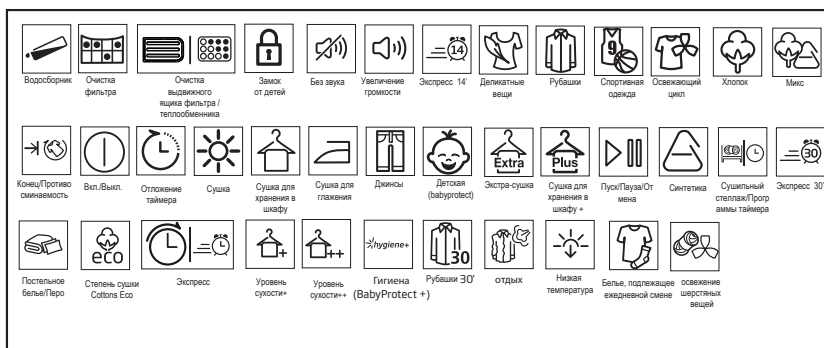 14
9
Водосборник
Очистка
фильтра
Очистка
выдвижного
ящика фильтра /
теплообменника
Замок
от детей
Без звука
Увеличение
громкости
Экспресс 14'
Деликатные
вещи
Рубашки
Спортивная
одежда
Освежающий
цикл
Хлопок
Микс
Extra
Plus
30
Конец/Противо
сминаемость
Вкл./Выкл.
Отложение
таймера
Сушка
Сушка для
хранения в
шкафу
Сушка для
глажения
Джинсы
Детская
(babyprotect)
Экстра-сушка
Сушка для
хранения в
шкафу +
Пуск/Пауза/От
мена
Синтетика
Сушильный
стеллаж/Прогр
аммы таймера
Экспресс 30'
eco
+
++
hygiene+
30
Постельное
белье/Перо
Степень сушки
Cottons Eco
Экспресс
Уровень
сухости+
Уровень
сухости++
Гигиена
(BabyProtect +)
Рубашки 30'
отдых
Низкая
температура
Белье, подлежащее
ежедневной смене
освежение
шерстяных
вещей